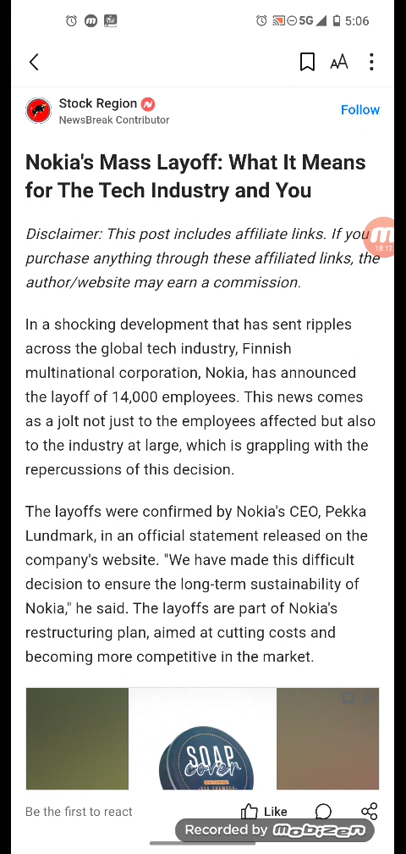 5G 5:06
AA
Stock Region
NewsBreak Contributor
Follow
Nokia's Mass Layoff: What It Means
for The Tech Industry and You
Disclaimer: This post includes affiliate links. If you
purchase anything through these affiliated links, the
author/website may earn a commission.
18:12
In a shocking development that has sent ripples
across the global tech industry, Finnish
multinational corporation, Nokia, has announced
the layoff of 14,000 employees. This news comes
as a jolt not just to the employees affected but also
to the industry at large, which is grappling with the
repercussions of this decision.
The layoffs were confirmed by Nokia's CEO, Pekka
Lundmark, in an official statement released on the
company's website. "We have made this difficult
decision to ensure the long-term sustainability of
Nokia," he said. The layoffs are part of Nokia's
restructuring plan, aimed at cutting costs and
becoming more competitive in the market.
SOAP
cover
Be the first to react
Like
Recorded by mobizen